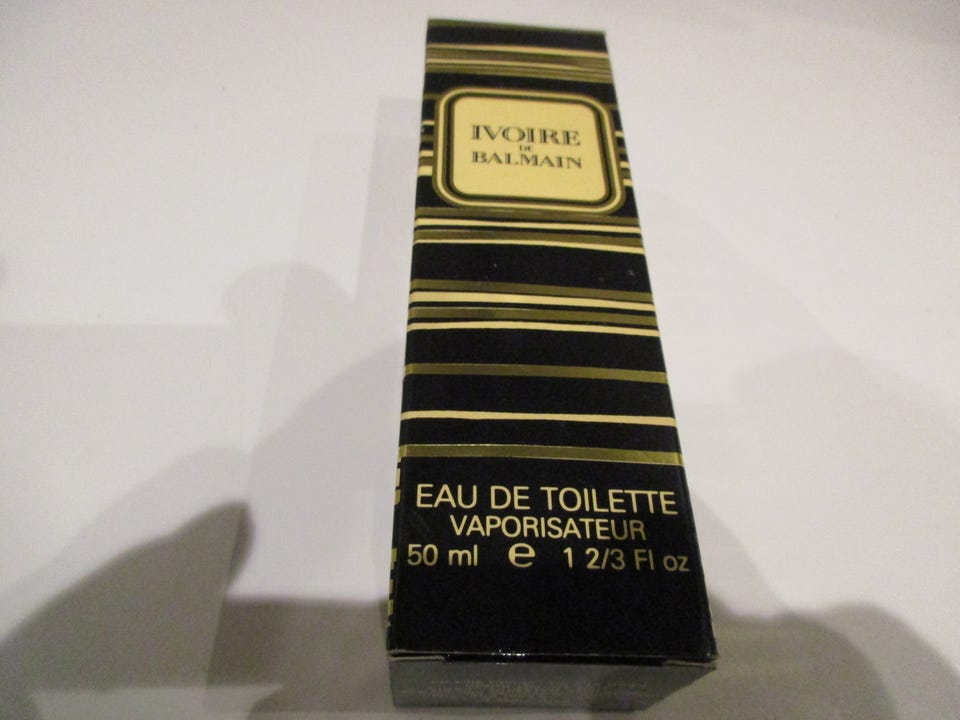 IVOIRE
DE
BALMAIN
EAU DE TOILETTE
VAPORISATEUR
50 ml e 1 2/3 Fl oz